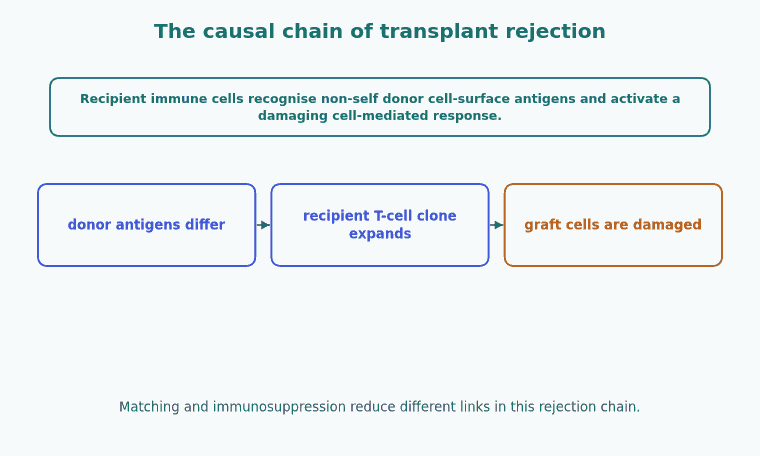 The causal chain of transplant rejection
Recipient immune cells recognise non-self donor cell-surface antigens and activate a
damaging cell-mediated response.
donor antigens differ
recipient T-cell clone
expands
graft cells are damaged
Matching and immunosuppression reduce different links in this rejection chain.